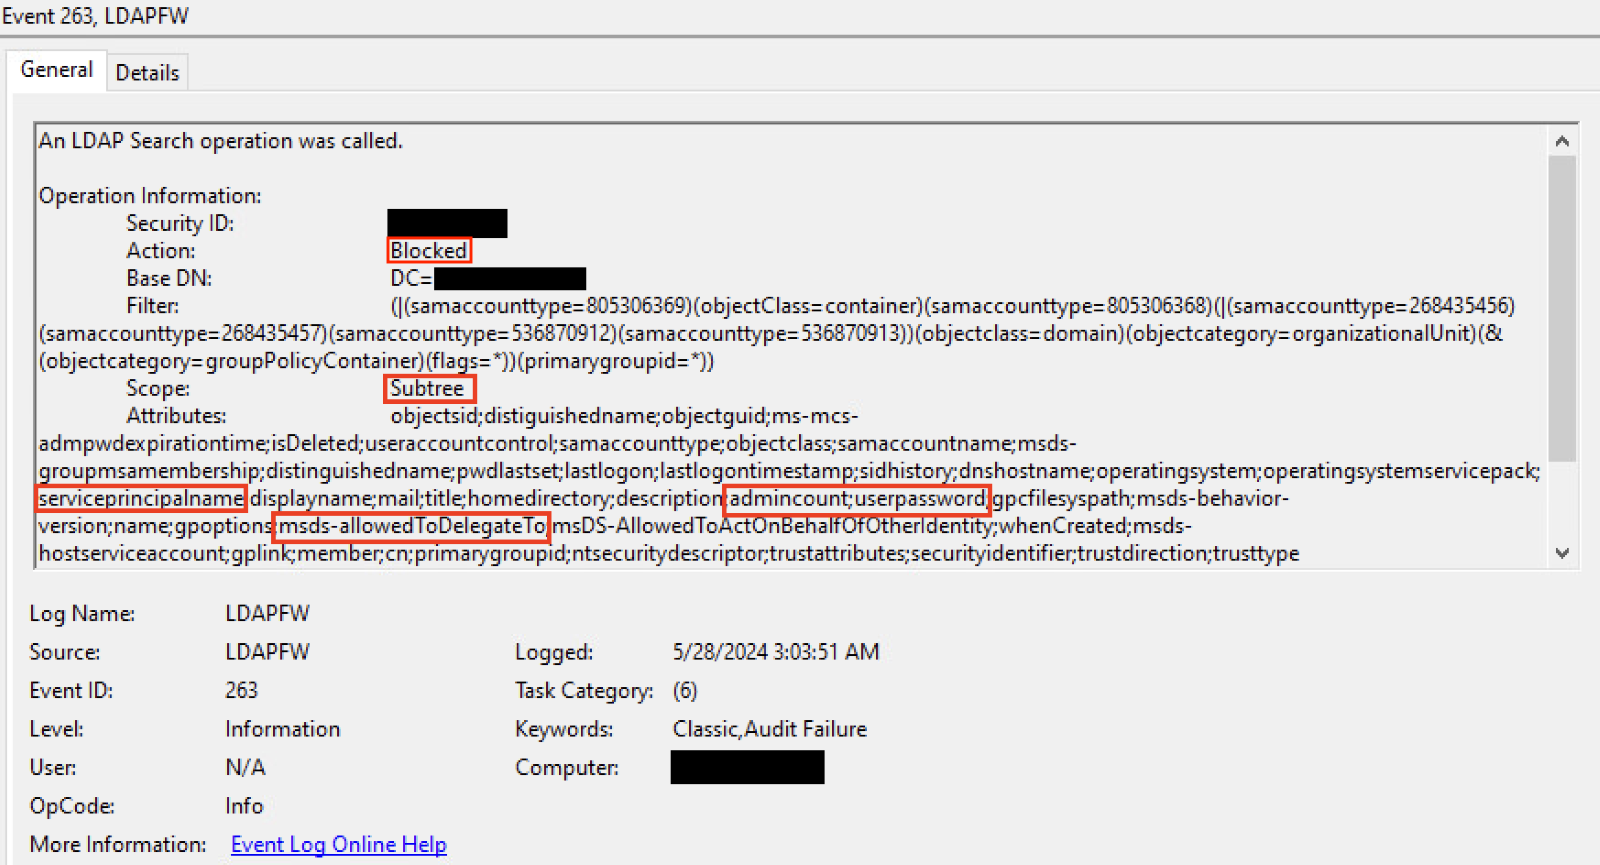 Event 263, LDAPFW
General Details
An LDAP Search operation was called.
Operation Information:
Security ID:
Action: Blocked
Base DN: DC=
Filter: (|(samaccounttype=805306369)(objectClass=container)(samaccounttype=805306368)(|(samaccounttype=268435456)
(samaccounttype=268435457)(samaccounttype=536870912)(samaccounttype=536870913))(objectclass=domain)(objectcategory=organizationalUnit)(&
(objectcategory=groupPolicyContainer)(flags=*))(primarygroupid=*))
Scope: Subtree
Attributes: objectsid;distiguishedname;objectguid;ms-mcs-
admpwdexpirationtime;isDeleted;useraccountcontrol;samaccounttype;objectclass;samaccountname;msds-
groupmsamembership;distinguishedname;pwdlastset;lastlogon;lastlogontimestamp;sidhistory;dnshostname;operatingsystem;operatingsystemservicepack;
serviceprincipalname;displayname;mail;title;homedirectory;description;admincount;userpassword;gpcfilesyspath;msds-behavior-
version;name;gpoptions;msds-allowedToDelegateTo;msDS-AllowedToActOnBehalfOfOtherIdentity;whenCreated;msds-
hostserviceaccount;gplink;member;cn;primarygroupid;ntsecuritydescriptor;trustattributes;securityidentifier;trustdirection;trusttype
Log Name: LDAPFW
Source: LDAPFW Logged: 5/28/2024 3:03:51 AM
Event ID: 263 Task Category: (6)
Level: Information Keywords: Classic,Audit Failure
User: N/A Computer:
OpCode: Info
More Information: Event Log Online Help